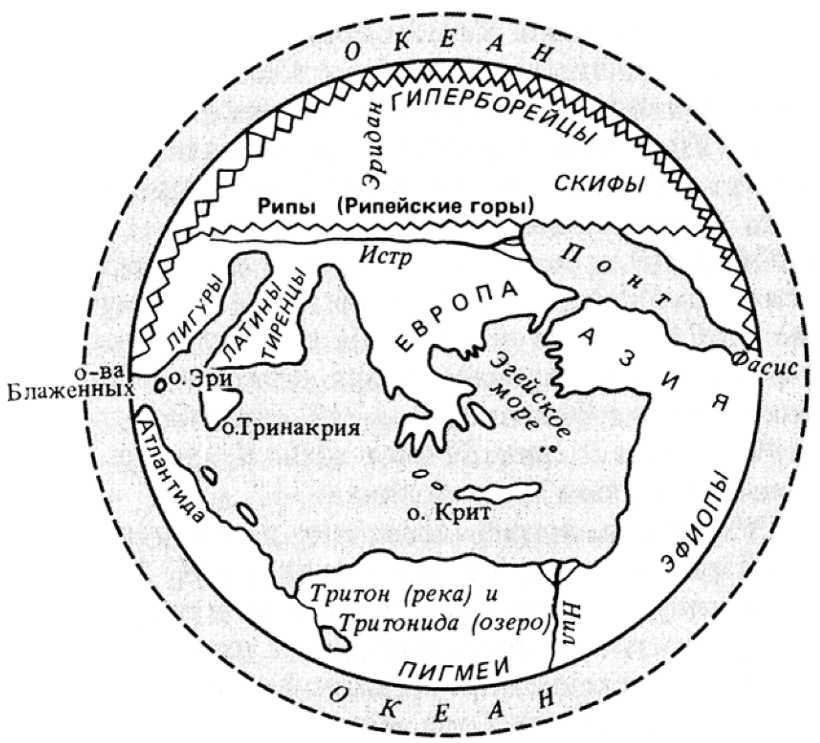 ОКЕАН
ГИПЕРБОРЕЙЦЫ
Эридан
СКИФЫ
Рипы (Рипейские горы)
Истр
Понт
ЛИГУРЫ
ЛАТИНЫ
ТИРЕНЦЫ
ЕВРОПА
АЗИЯ
Фасис
о-ва
Блаженных
о. Эри
Эгейское
море
о.Тринакрия
Атлантида
о. Крит
ЭФИОПЫ
Тритон (река) и
Тритонида (озеро)
Нил
ПИГМЕИ
ОКЕАН